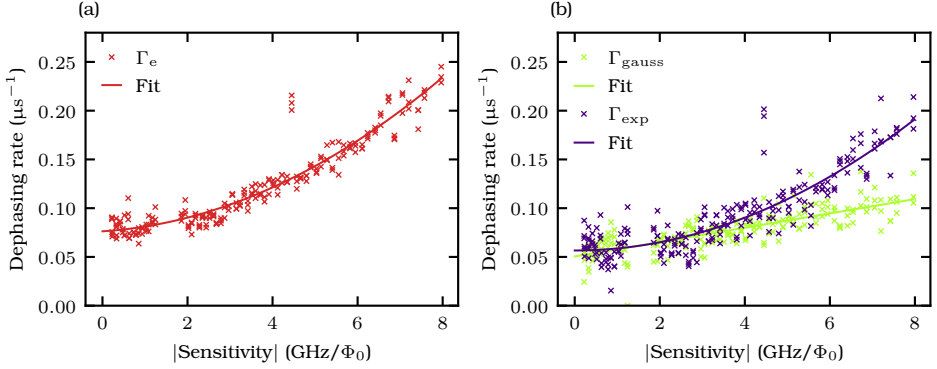 (a)
Γe
Fit
0.25
0.20
0.15
0.10
0.05
0.00
Dephasing rate (μs⁻¹)
0 2 4 6 8
|Sensitivity| (GHz/Φ₀)
(b)
Γgauss
Fit
Γexp
Fit
0.25
0.20
0.15
0.10
0.05
0.00
Dephasing rate (μs⁻¹)
0 2 4 6 8
|Sensitivity| (GHz/Φ₀)